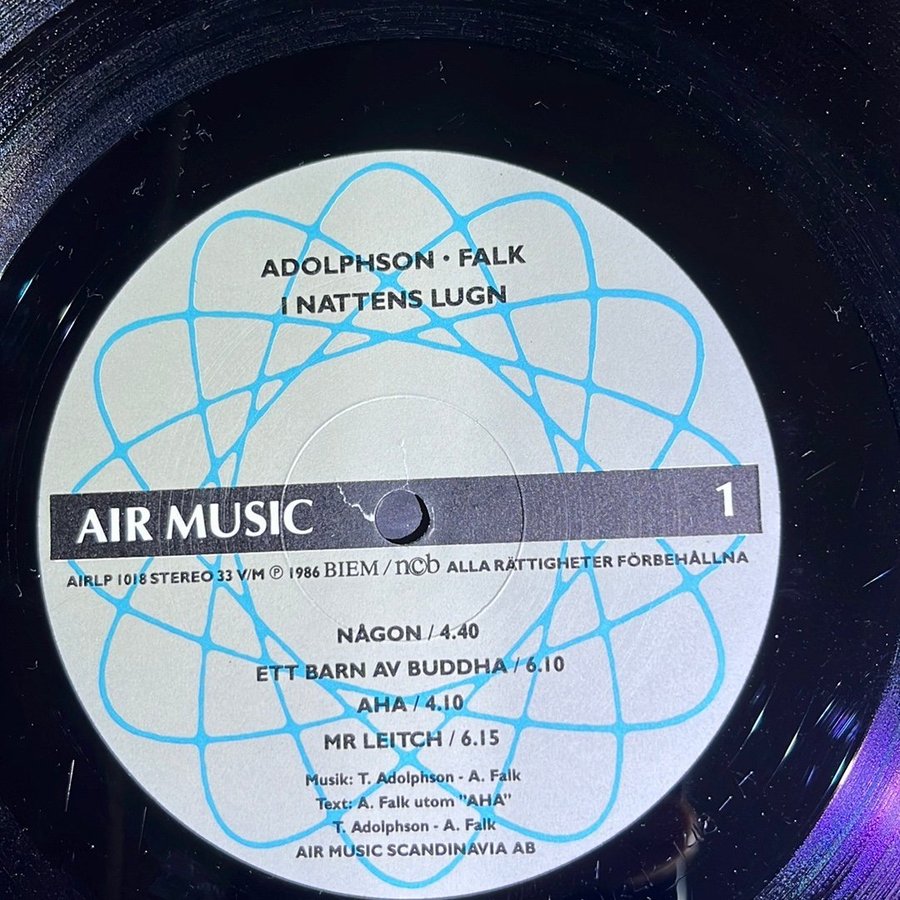 ADOLPHSON · FALK
I NATTENS LUGN
AIR MUSIC 1
AIRLP 1018 STEREO 33 V/M ℗ 1986 BIEM / n©b ALLA RÄTTIGHETER FÖRBEHÅLLNA
NÅGON / 4.40
ETT BARN AV BUDDHA / 6.10
AHA / 4.10
MR LEITCH / 6.15
Musik: T. Adolphson - A. Falk
Text: A. Falk utom "AHA"
T. Adolphson - A. Falk
AIR MUSIC SCANDINAVIA AB